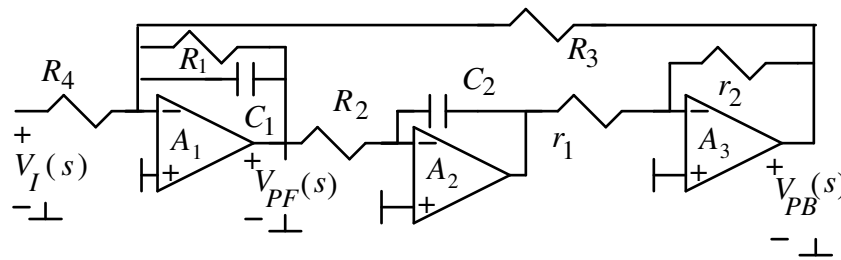 R₃
R₁
R₄
C₂
R₂
r₂
C₁
− A₁ +
− A₂ +
r₁
− A₃ +
+ V_I(s) −
+ V_PF(s) −
+ V_PB(s) −